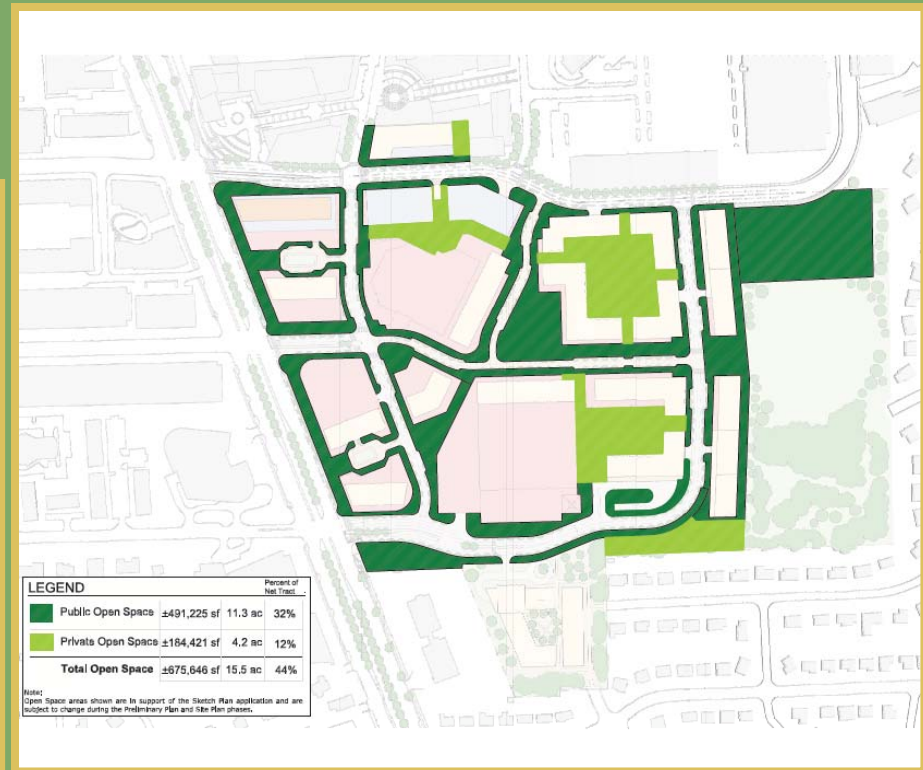 LEGEND
Percent of
Net Tract
Public Open Space ±491,225 sf 11.3 ac 32%
Private Open Space ±184,421 sf 4.2 ac 12%
Total Open Space ±675,646 sf 15.5 ac 44%
Note:
Open Space areas shown are in support of the Sketch Plan application and are
subject to change during the Preliminary Plan and Site Plan phases.